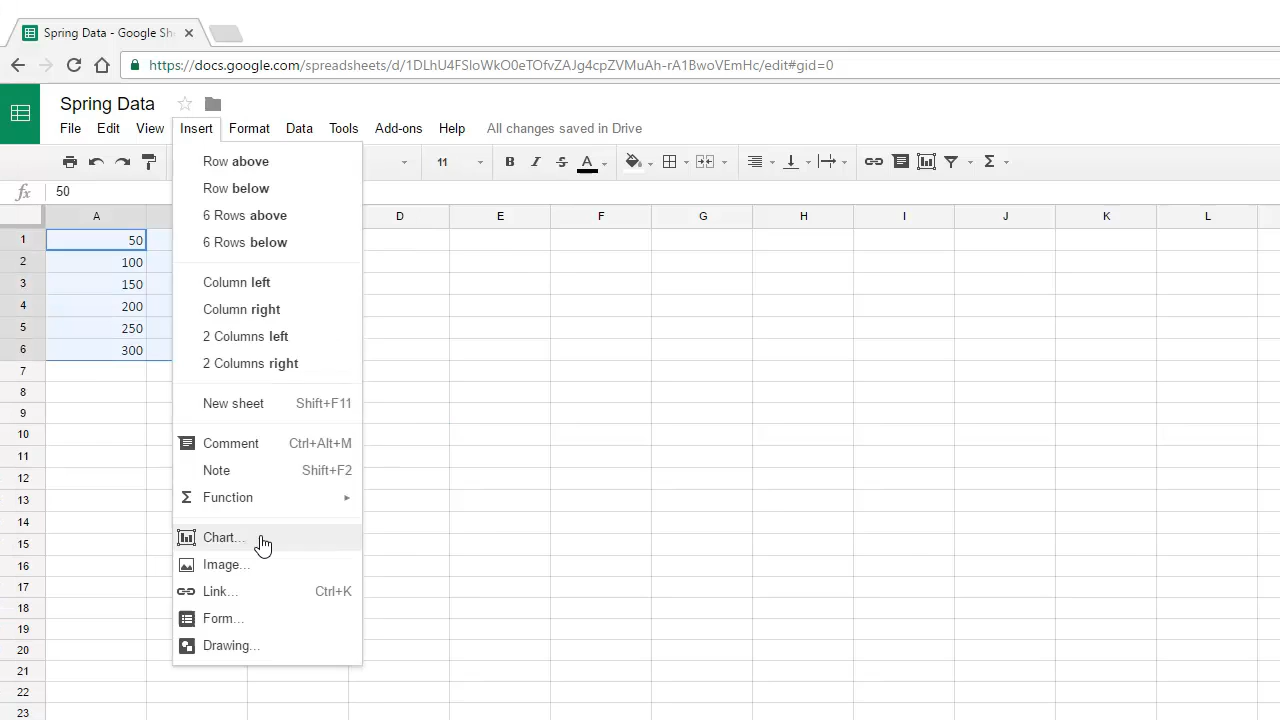 Spring Data - Google She
https://docs.google.com/spreadsheets/d/1DLhU4FSloWkO0eTOfvZAJg4cpZVMuAh-rA1BwoVEmHc/edit#gid=0
Spring Data
File Edit View Insert Format Data Tools Add-ons Help All changes saved in Drive
11 B I S A
fx 50
A D E F G H I J K L
1 50
2 100
3 150
4 200
5 250
6 300
7
8
9
10
11
12
13
14
15
16
17
18
19
20
21
22
23
Row above
Row below
6 Rows above
6 Rows below
Column left
Column right
2 Columns left
2 Columns right
New sheet Shift+F11
Comment Ctrl+Alt+M
Note Shift+F2
Function
Chart...
Image...
Link... Ctrl+K
Form...
Drawing...